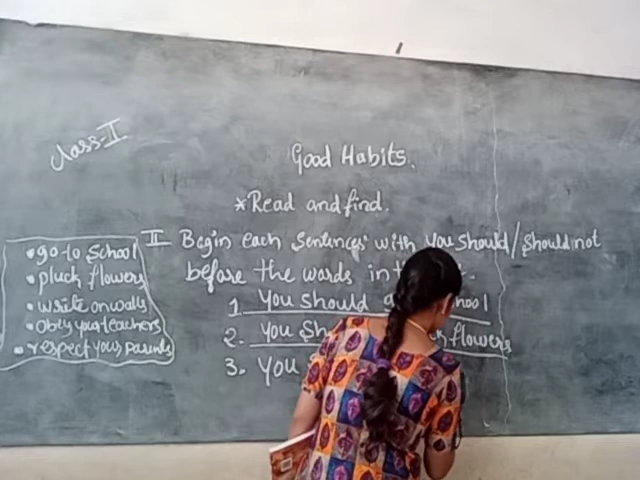 Class-II
Good Habits.
*Read and find.
II Begin each sentences with you should/should not
before the words in
1. You should
2. You flowers
3. You
• go to school
• pluck flowers
• write on walls
• obey your teachers
• respect your parents